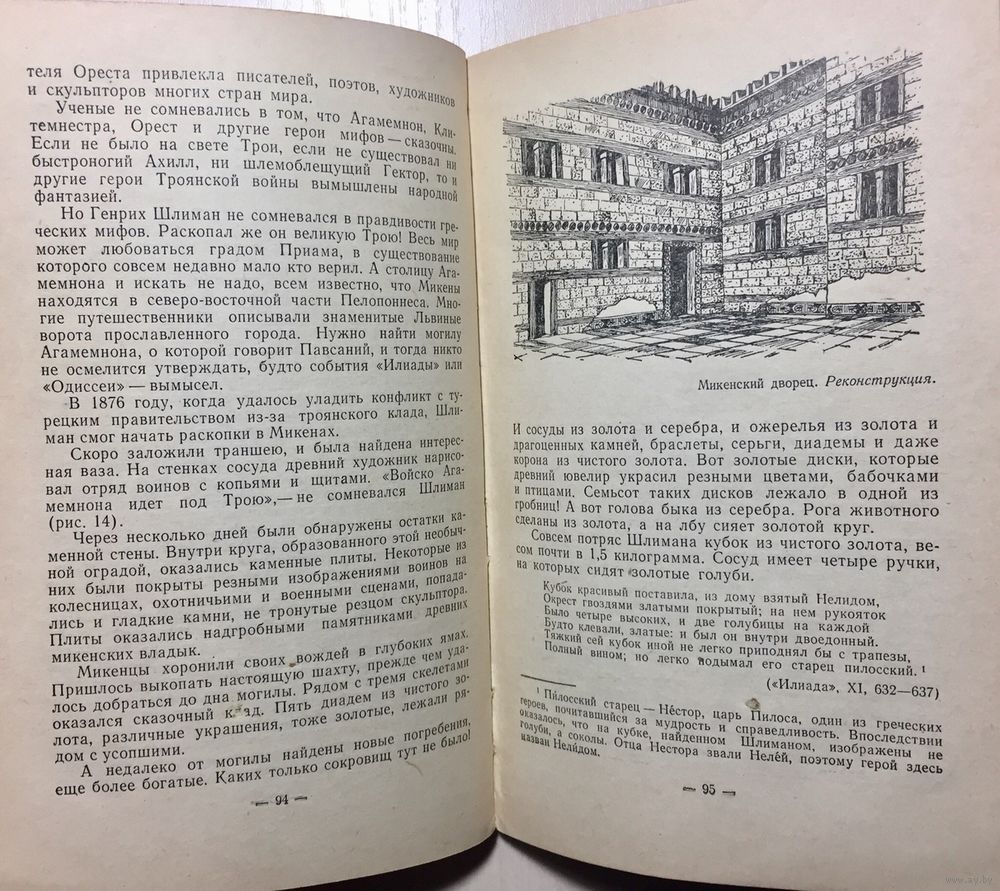 теля Ореста привлекла писателей, поэтов, художников
и скульпторов многих стран мира.
Ученые не сомневались в том, что Агамемнон, Кли-
темнестра, Орест и другие герои мифов — сказочны.
Если не было на свете Трои, если не существовал ни
быстроногий Ахилл, ни шлемоблещущий Гектор, то и
другие герои Троянской войны вымышлены народной
фантазией.
Но Генрих Шлиман не сомневался в правдивости гре-
ческих мифов. Раскопал же он великую Трою! Весь мир
может любоваться градом Приама, в существование
которого совсем недавно мало кто верил. А столицу Ага-
мемнона и искать не надо, всем известно, что Микены
находятся в северо-восточной части Пелопоннеса. Мно-
гие путешественники описывали знаменитые Львиные
ворота прославленного города. Нужно найти могилу
Агамемнона, о которой говорит Павсаний, и тогда никто
не осмелится утверждать, будто события «Илиады» или
«Одиссеи» — вымысел.
В 1876 году, когда удалось уладить конфликт с ту-
рецким правительством из-за троянского клада, Шли-
ман смог начать раскопки в Микенах.
Скоро заложили траншею, и была найдена интерес-
ная ваза. На стенках сосуда древний художник нарисо-
вал отряд воинов с копьями и щитами. «Войско Ага-
мемнона идет под Трою»,— не сомневался Шлиман
(рис. 14).
Через несколько дней были обнаружены остатки ка-
менной стены. Внутри круга, образованного этой необыч-
ной оградой, оказались каменные плиты. Некоторые из
них были покрыты резными изображениями воинов на
колесницах, охотничьими и военными сценами, попада-
лись и гладкие камни, не тронутые резцом скульптора.
Плиты оказались надгробными памятниками древних
микенских владык.
Микенцы хоронили своих вождей в глубоких ямах.
Пришлось выкопать настоящую шахту, прежде чем уда-
лось добраться до дна могилы. Рядом с тремя скелетами
оказался сказочный клад. Пять диадем из чистого зо-
лота, различные украшения, тоже золотые, лежали ря-
дом с усопшими.
А недалеко от могилы найдены новые погребения,
еще более богатые. Каких только сокровищ тут не было!
— 94 —
Микенский дворец. Реконструкция.
И сосуды из золота и серебра, и ожерелья из золота и
драгоценных камней, браслеты, серьги, диадемы и даже
корона из чистого золота. Вот золотые диски, которые
древний ювелир украсил резными цветами, бабочками
и птицами. Семьсот таких дисков лежало в одной из
гробниц! А вот голова быка из серебра. Рога животного
сделаны из золота, а на лбу сияет золотой круг.
Совсем потряс Шлимана кубок из чистого золота, ве-
сом почти в 1,5 килограмма. Сосуд имеет четыре ручки,
на которых сидят золотые голуби.
Кубок красивый поставила, из дому взятый Нелидом,
Окрест гвоздями златыми покрытый; на нем рукояток
Было четыре высоких, и две голубицы на каждой
Будто клевали, златые: и был он внутри двоедонный.
Тяжкий сей кубок иной не легко приподнял бы с трапезы,
Полный вином; но легко подымал его старец пилосский. ¹
(«Илиада», XI, 632—637)
¹ Пи́лосский старец — Не́стор, царь Пилоса, один из греческих
героев, почитавшийся за мудрость и справедливость. Впоследствии
оказалось, что на кубке, найденном Шлиманом, изображены не
голуби, а соколы. Отца Нестора звали Неле́й, поэтому герой здесь
назван Нели́дом.
— 95 —
www.ay.by